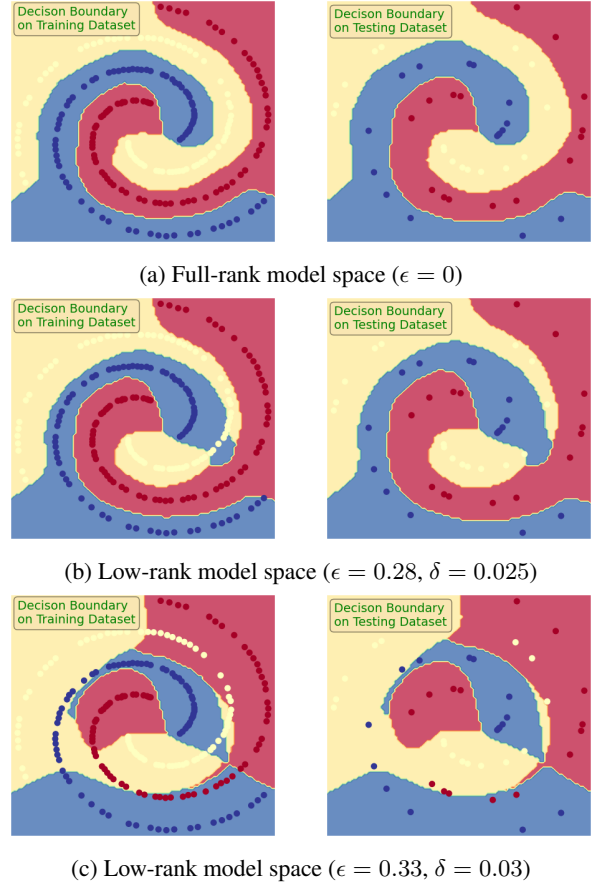 Decison Boundary
on Training Dataset
Decison Boundary
on Testing Dataset
(a) Full-rank model space (ϵ = 0)
Decison Boundary
on Training Dataset
Decison Boundary
on Testing Dataset
(b) Low-rank model space (ϵ = 0.28, δ = 0.025)
Decison Boundary
on Training Dataset
Decison Boundary
on Testing Dataset
(c) Low-rank model space (ϵ = 0.33, δ = 0.03)